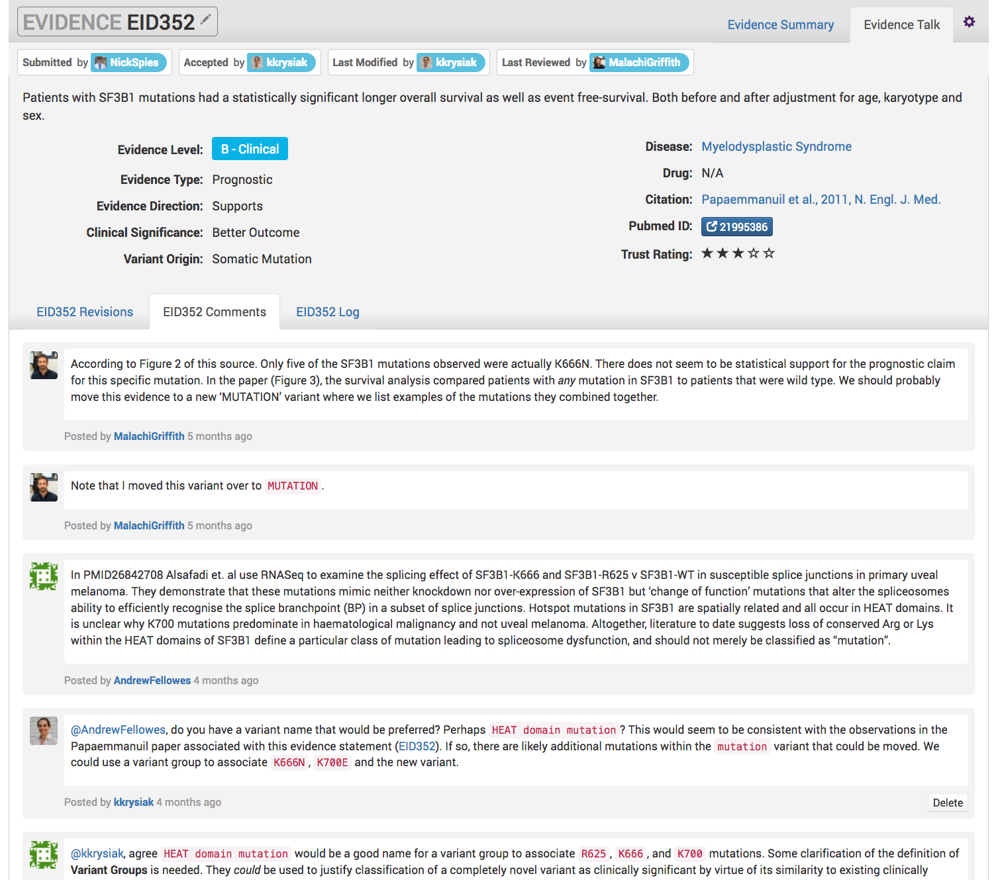 EVIDENCE EID352
Evidence Summary
Evidence Talk
Submitted by NickSpies
Accepted by kkrysiak
Last Modified by kkrysiak
Last Reviewed by MalachiGriffith
Patients with SF3B1 mutations had a statistically significant longer overall survival as well as event free-survival. Both before and after adjustment for age, karyotype and
sex.
Evidence Level: B - Clinical
Evidence Type: Prognostic
Evidence Direction: Supports
Clinical Significance: Better Outcome
Variant Origin: Somatic Mutation
Disease: Myelodysplastic Syndrome
Drug: N/A
Citation: Papaemmanuil et al., 2011, N. Engl. J. Med.
Pubmed ID: 21995386
Trust Rating: ★★★☆☆
EID352 Revisions
EID352 Comments
EID352 Log
According to Figure 2 of this source. Only five of the SF3B1 mutations observed were actually K666N. There does not seem to be statistical support for the prognostic claim
for this specific mutation. In the paper (Figure 3), the survival analysis compared patients with any mutation in SF3B1 to patients that were wild type. We should probably
move this evidence to a new ‘MUTATION’ variant where we list examples of the mutations they combined together.
Posted by MalachiGriffith 5 months ago
Note that I moved this variant over to MUTATION.
Posted by MalachiGriffith 5 months ago
In PMID26842708 Alsafadi et. al use RNASeq to examine the splicing effect of SF3B1-K666 and SF3B1-R625 v SF3B1-WT in susceptible splice junctions in primary uveal
melanoma. They demonstrate that these mutations mimic neither knockdown nor over-expression of SF3B1 but ‘change of function’ mutations that alter the spliceosomes
ability to efficiently recognise the splice branchpoint (BP) in a subset of splice junctions. Hotspot mutations in SF3B1 are spatially related and all occur in HEAT domains. It
is unclear why K700 mutations predominate in haematological malignancy and not uveal melanoma. Altogether, literature to date suggests loss of conserved Arg or Lys
within the HEAT domains of SF3B1 define a particular class of mutation leading to spliceosome dysfunction, and should not merely be classified as “mutation”.
Posted by AndrewFellowes 4 months ago
@AndrewFellowes, do you have a variant name that would be preferred? Perhaps HEAT domain mutation? This would seem to be consistent with the observations in the
Papaemmanuil paper associated with this evidence statement (EID352). If so, there are likely additional mutations within the mutation variant that could be moved. We
could use a variant group to associate K666N, K700E and the new variant.
Posted by kkrysiak 4 months ago
Delete
@kkrysiak, agree HEAT domain mutation would be a good name for a variant group to associate R625, K666, and K700 mutations. Some clarification of the definition of
Variant Groups is needed. They could be used to justify classification of a completely novel variant as clinically significant by virtue of its similarity to existing clinically